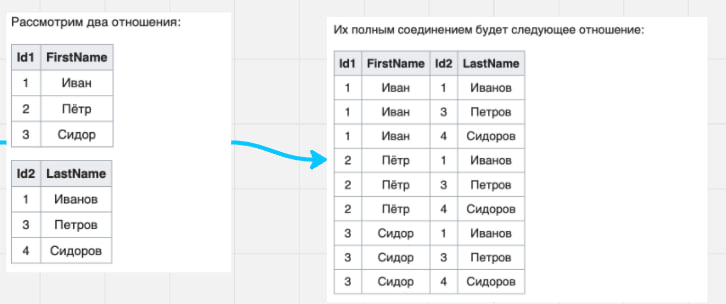 Рассмотрим два отношения:
Id1 FirstName
1 Иван
2 Пётр
3 Сидор
Id2 LastName
1 Иванов
3 Петров
4 Сидоров
Их полным соединением будет следующее отношение:
Id1 FirstName Id2 LastName
1 Иван 1 Иванов
1 Иван 3 Петров
1 Иван 4 Сидоров
2 Пётр 1 Иванов
2 Пётр 3 Петров
2 Пётр 4 Сидоров
3 Сидор 1 Иванов
3 Сидор 3 Петров
3 Сидор 4 Сидоров